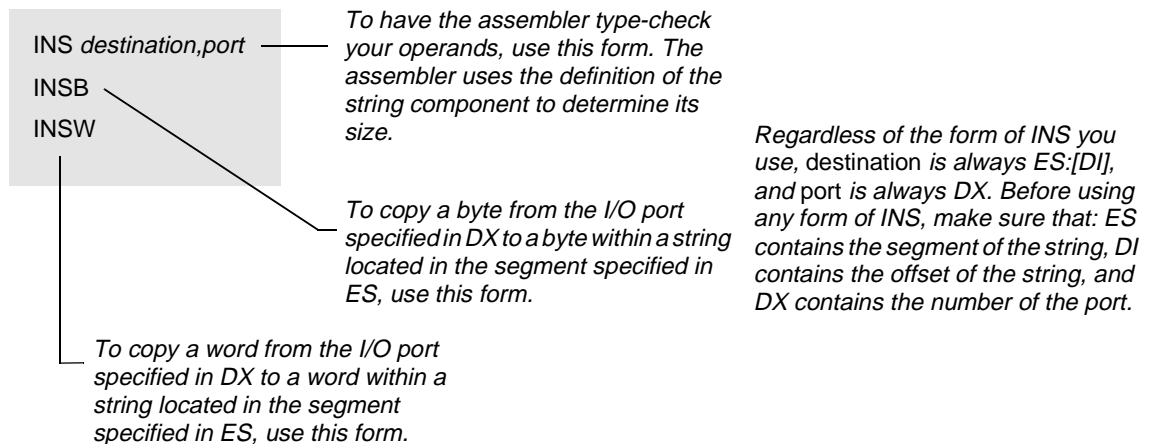 INS destination,port
INSB
INSW
To have the assembler type-check
your operands, use this form. The
assembler uses the definition of the
string component to determine its
size.
To copy a byte from the I/O port
specified in DX to a byte within a string
located in the segment specified in
ES, use this form.
To copy a word from the I/O port
specified in DX to a word within a
string located in the segment
specified in ES, use this form.
Regardless of the form of INS you
use, destination is always ES:[DI],
and port is always DX. Before using
any form of INS, make sure that: ES
contains the segment of the string, DI
contains the offset of the string, and
DX contains the number of the port.